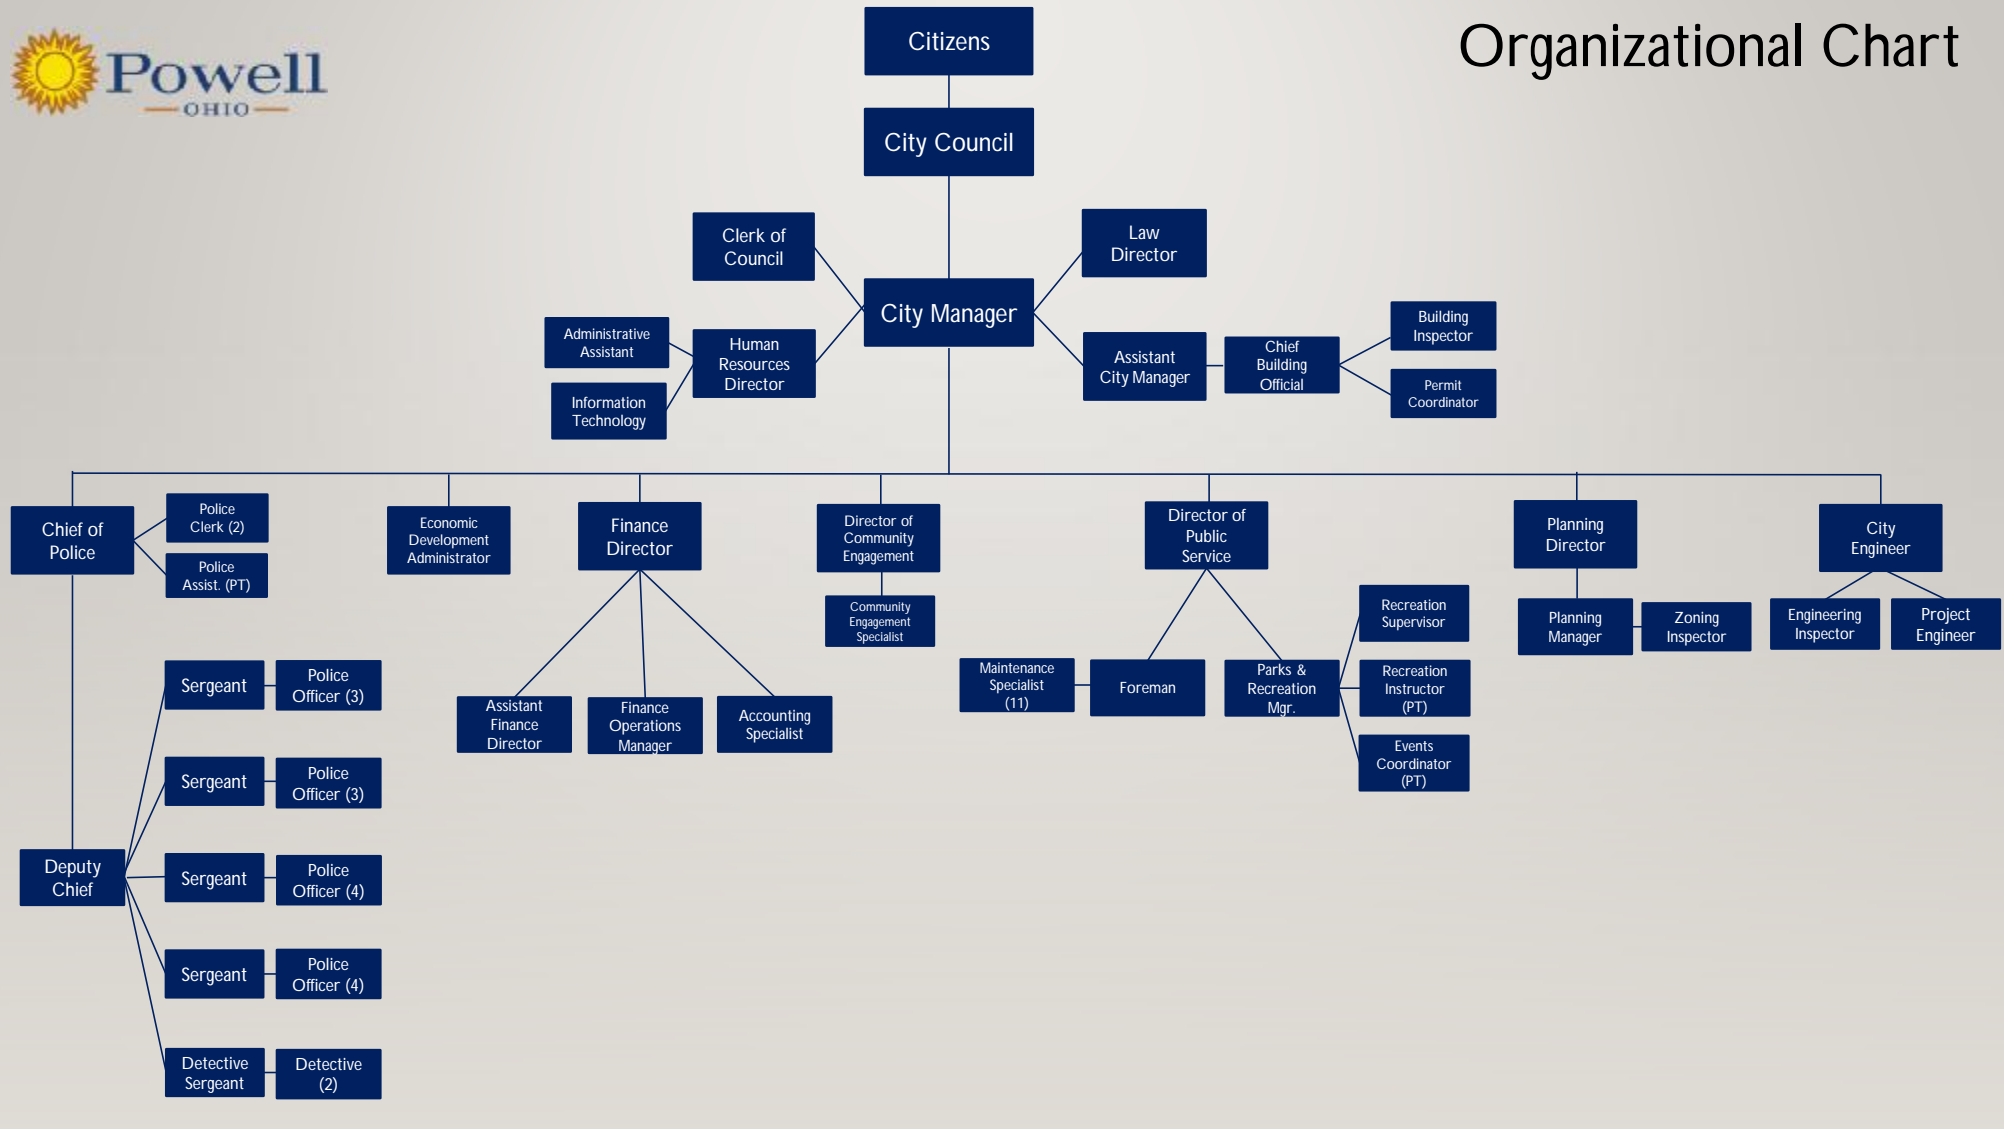 Powell
OHIO
Organizational Chart
Citizens
City Council
Clerk of
Council
Law
Director
City Manager
Administrative
Assistant
Human
Resources
Director
Information
Technology
Assistant
City Manager
Chief
Building
Official
Building
Inspector
Permit
Coordinator
Chief of
Police
Police
Clerk (2)
Police
Assist. (PT)
Economic
Development
Administrator
Finance
Director
Director of
Community
Engagement
Director of
Public
Service
Planning
Director
City
Engineer
Community
Engagement
Specialist
Recreation
Supervisor
Planning
Manager
Zoning
Inspector
Engineering
Inspector
Project
Engineer
Maintenance
Specialist
(11)
Foreman
Parks &
Recreation
Mgr.
Recreation
Instructor
(PT)
Events
Coordinator
(PT)
Assistant
Finance
Director
Finance
Operations
Manager
Accounting
Specialist
Sergeant
Police
Officer (3)
Sergeant
Police
Officer (3)
Deputy
Chief
Sergeant
Police
Officer (4)
Sergeant
Police
Officer (4)
Detective
Sergeant
Detective
(2)